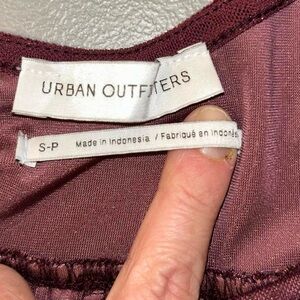 URBAN OUTFITTERS
S-P Made in Indonesia / Fabriqué en Indonés